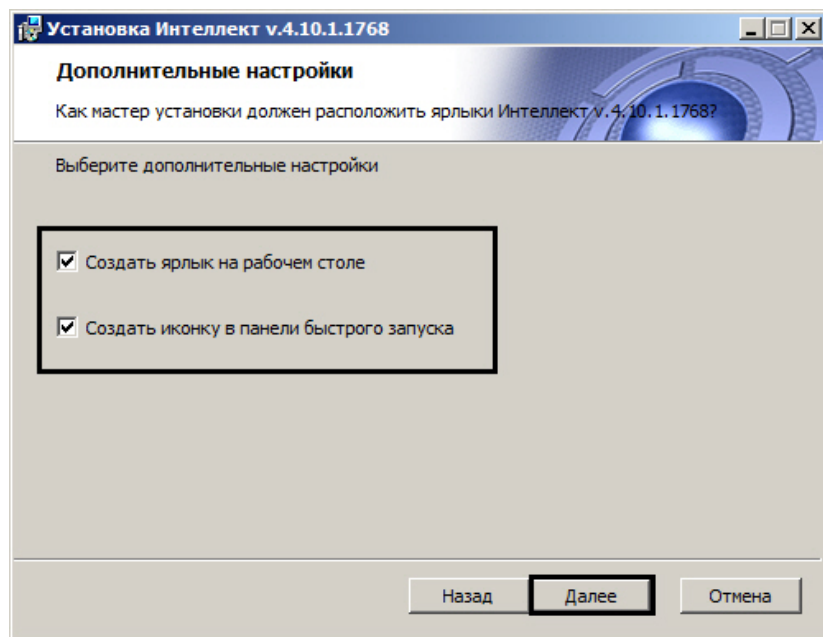 Установка Интеллект v.4.10.1.1768
Дополнительные настройки
Как мастер установки должен расположить ярлыки Интеллект v.4.10.1.1768?
Выберите дополнительные настройки
Создать ярлык на рабочем столе
Создать иконку в панели быстрого запуска
Назад Далее Отмена